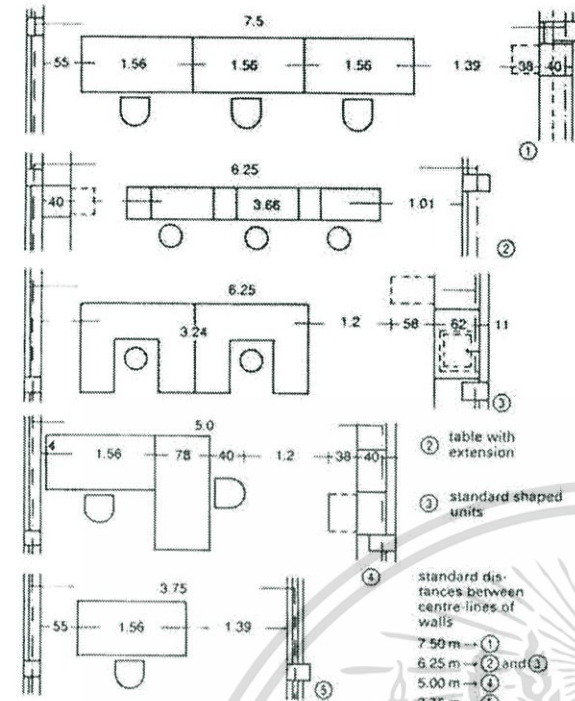 7.5
55 1.56 1.56 1.56 1.39 38 40
①
6.25
40 3.66 1.01
②
6.25
3.24 1.2 58 62 11
③
5.0
4 1.56 78 40 1.2 38 40
④
② table with
extension
③ standard shaped
units
3.75
55 1.56 1.39
⑤
standard dis-
tances between
centre-lines of
walls
7.50 m → ①
6.25 m → ② and ③
5.00 m → ④
3.75 m → ⑤